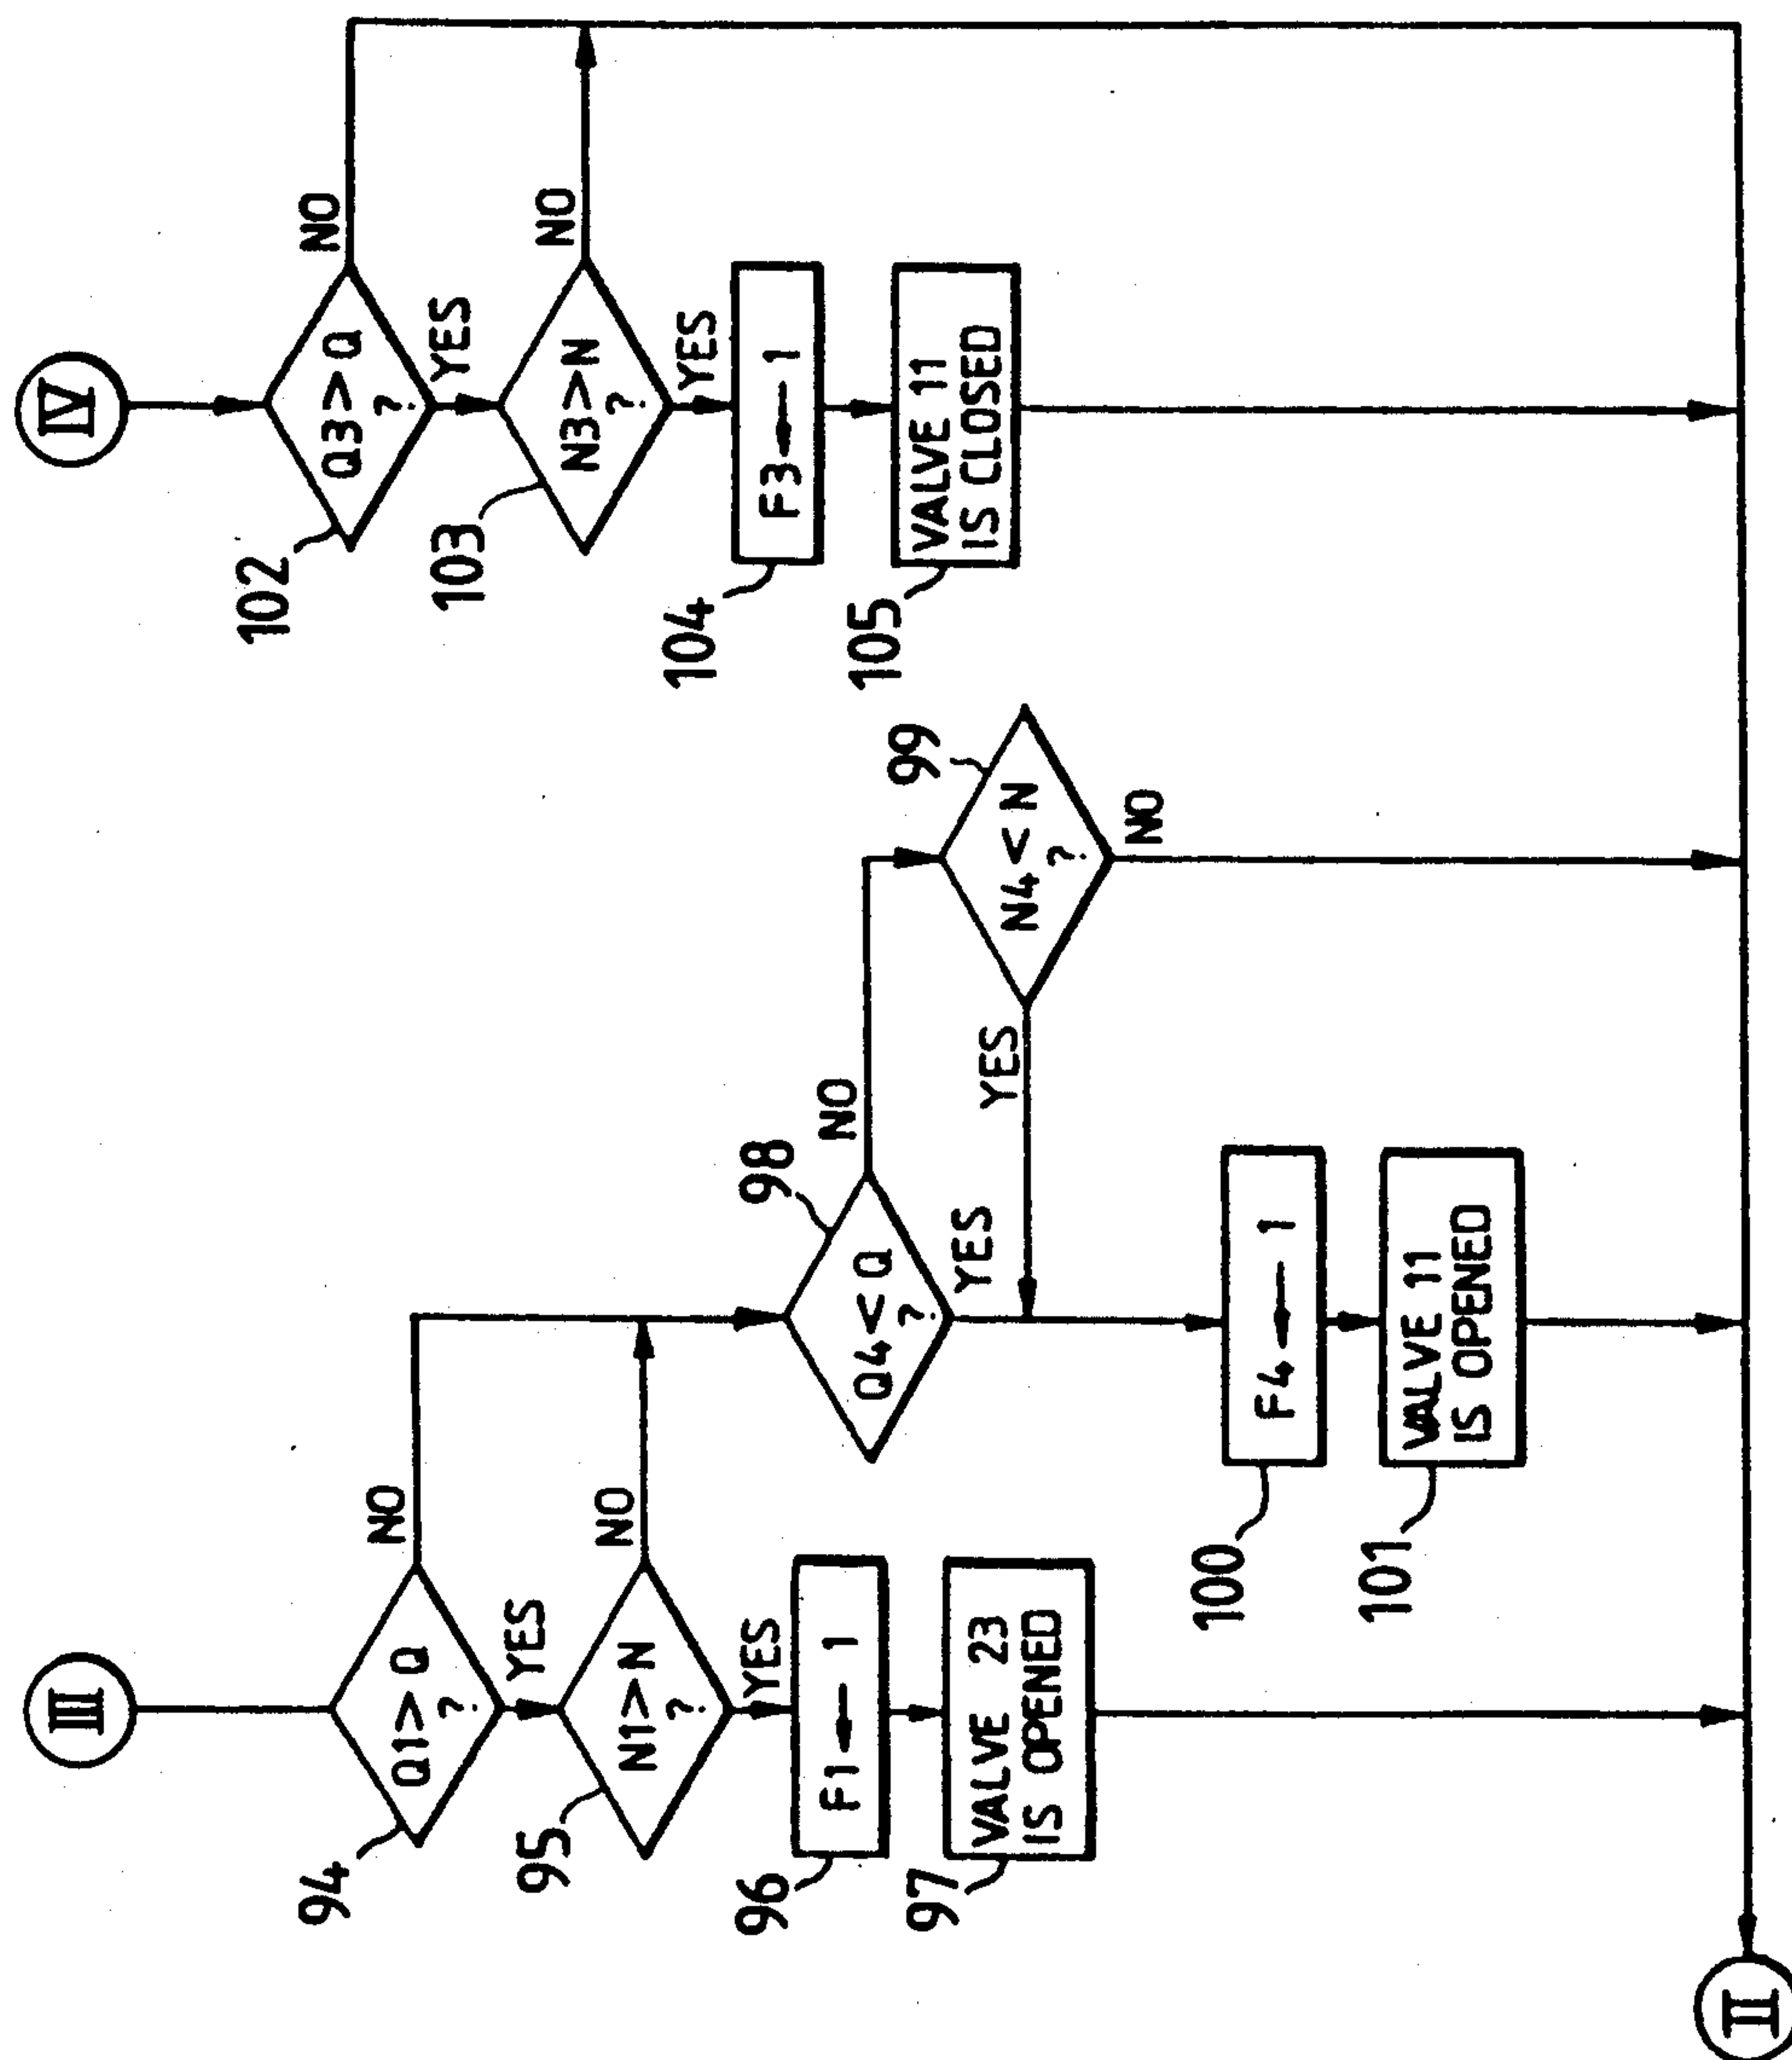 III
94
Q1>Q
?
NO
YES
95
N1>N
?
NO
YES
96
F1←1
97
VALVE 23
IS OPENED
98
Q4<Q
?
NO
YES
99
N4<N
?
YES
NO
100
F4←1
101
VALVE 11
IS OPENED
IV
102
Q3>Q
?
NO
YES
103
N3>N
?
NO
YES
104
F3←1
105
VALVE 11
IS CLOSED
II